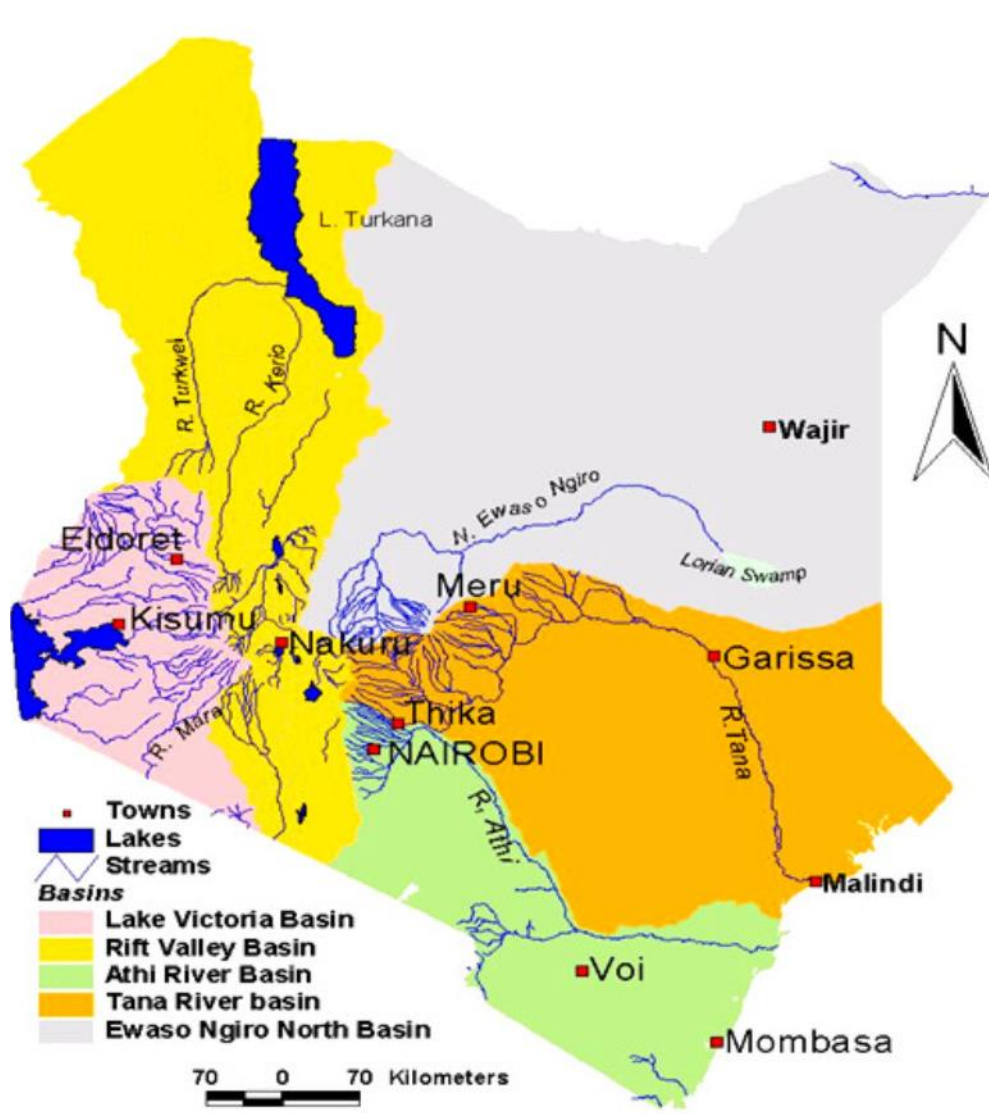 L. Turkana
R. Turkwel
R. Kerio
N
Wajir
N. Ewaso Ngiro
Eldoret
Lorian Swamp
Meru
Kisumu
Nakuru
Garissa
R. Mara
Thika
R.Tana
NAIROBI
R, Athi
Towns
Lakes
Streams
Malindi
Basins
Lake Victoria Basin
Rift Valley Basin
Athi River Basin
Voi
Tana River basin
Ewaso Ngiro North Basin
Mombasa
70 0 70 Kilometers